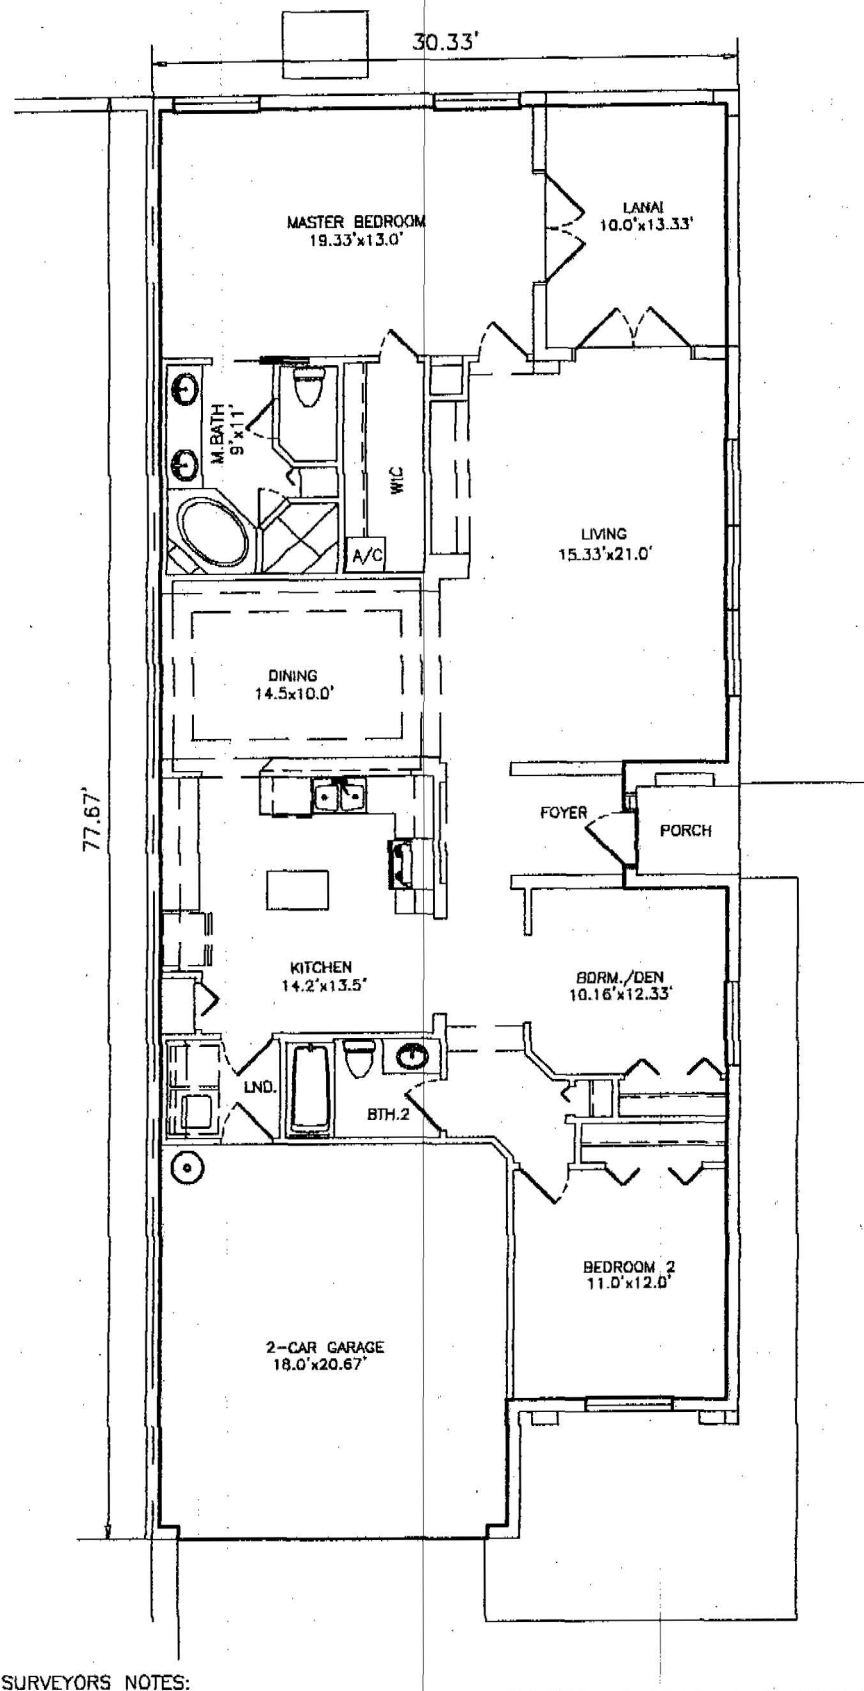 30.33'
MASTER BEDROOM
19.33'x13.0'
LANAI
10.0'x13.33'
M.BATH
9'x11'
WIC
A/C
LIVING
15.33'x21.0'
DINING
14.5x10.0'
77.67'
FOYER
PORCH
KITCHEN
14.2'x13.5'
BDRM./DEN
10.16'x12.33'
LND.
BTH.2
BEDROOM 2
11.0'x12.0'
2-CAR GARAGE
18.0'x20.67'
SURVEYORS NOTES: